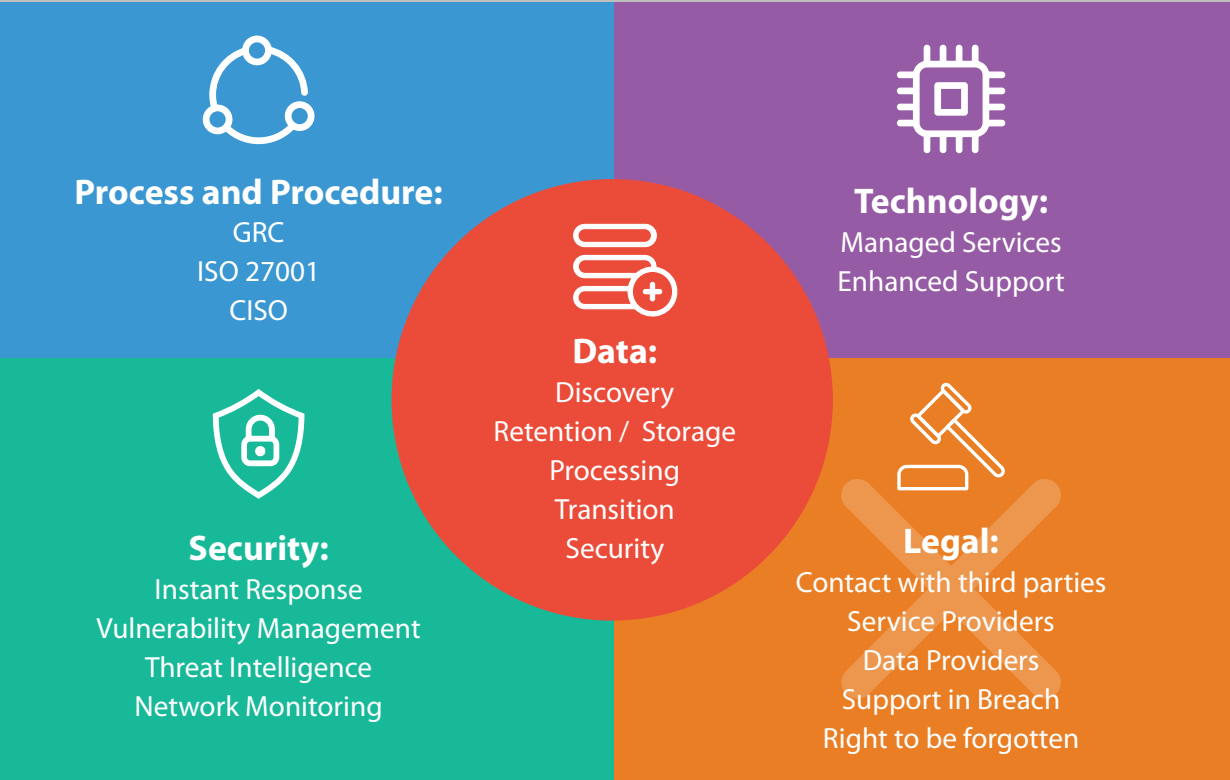 Process and Procedure:
GRC
ISO 27001
CISO
Technology:
Managed Services
Enhanced Support
Data:
Discovery
Retention / Storage
Processing
Transition
Security
Security:
Instant Response
Vulnerability Management
Threat Intelligence
Network Monitoring
Legal:
Contact with third parties
Service Providers
Data Providers
Support in Breach
Right to be forgotten